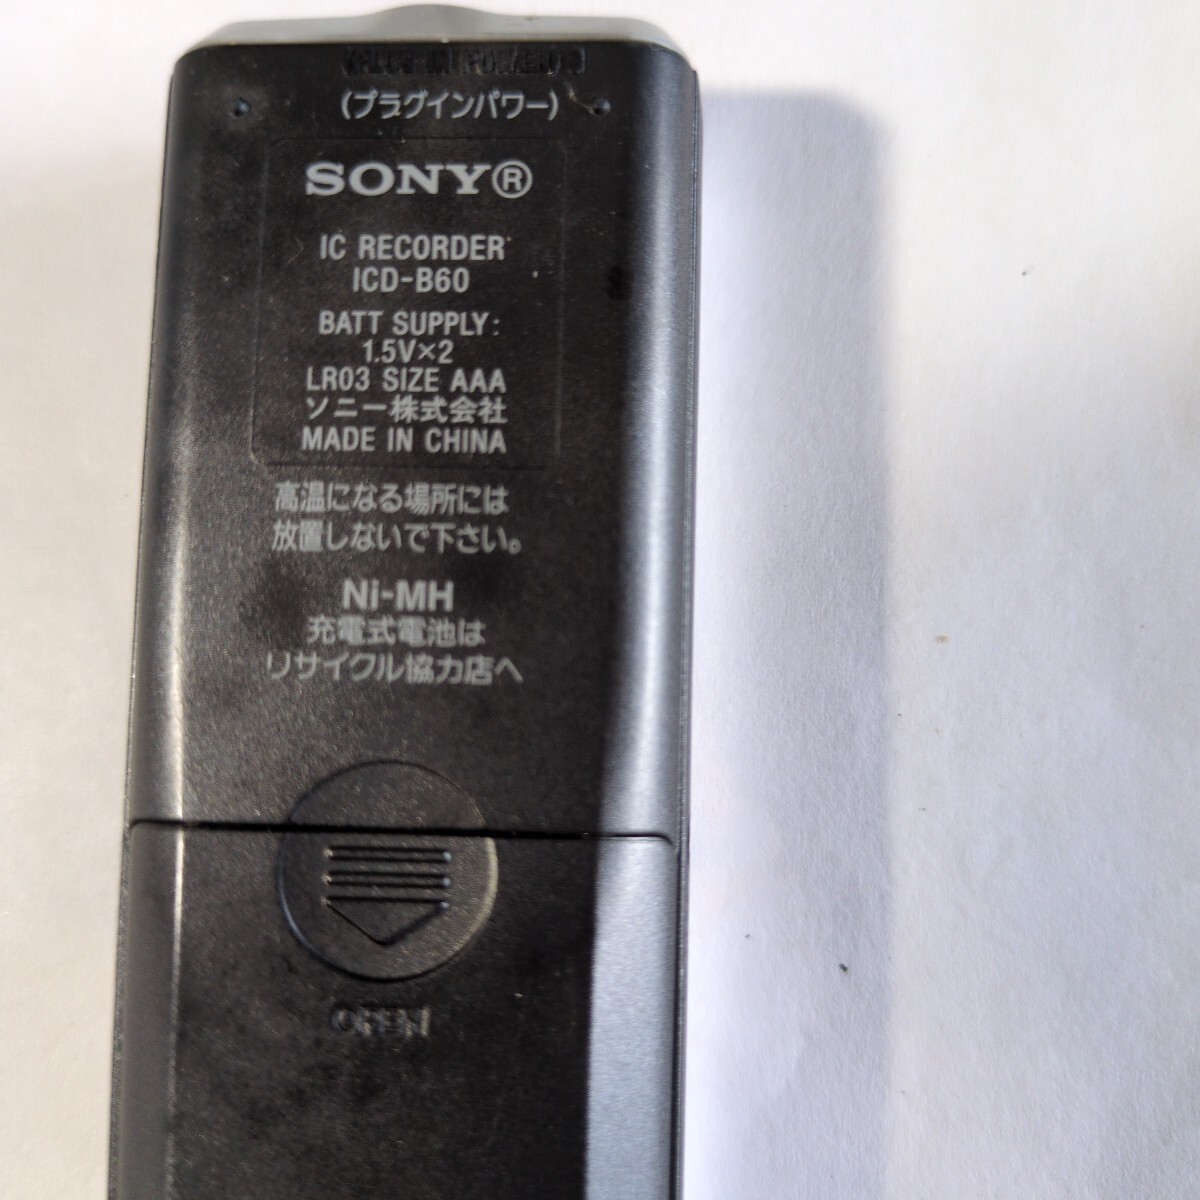 (PLUG IN POWER)
(プラグインパワー)
SONY®
IC RECORDER
ICD-B60
BATT SUPPLY:
1.5V×2
LR03 SIZE AAA
ソニー株式会社
MADE IN CHINA
高温になる場所には
放置しないで下さい。
Ni-MH
充電式電池は
リサイクル協力店へ
OPEN